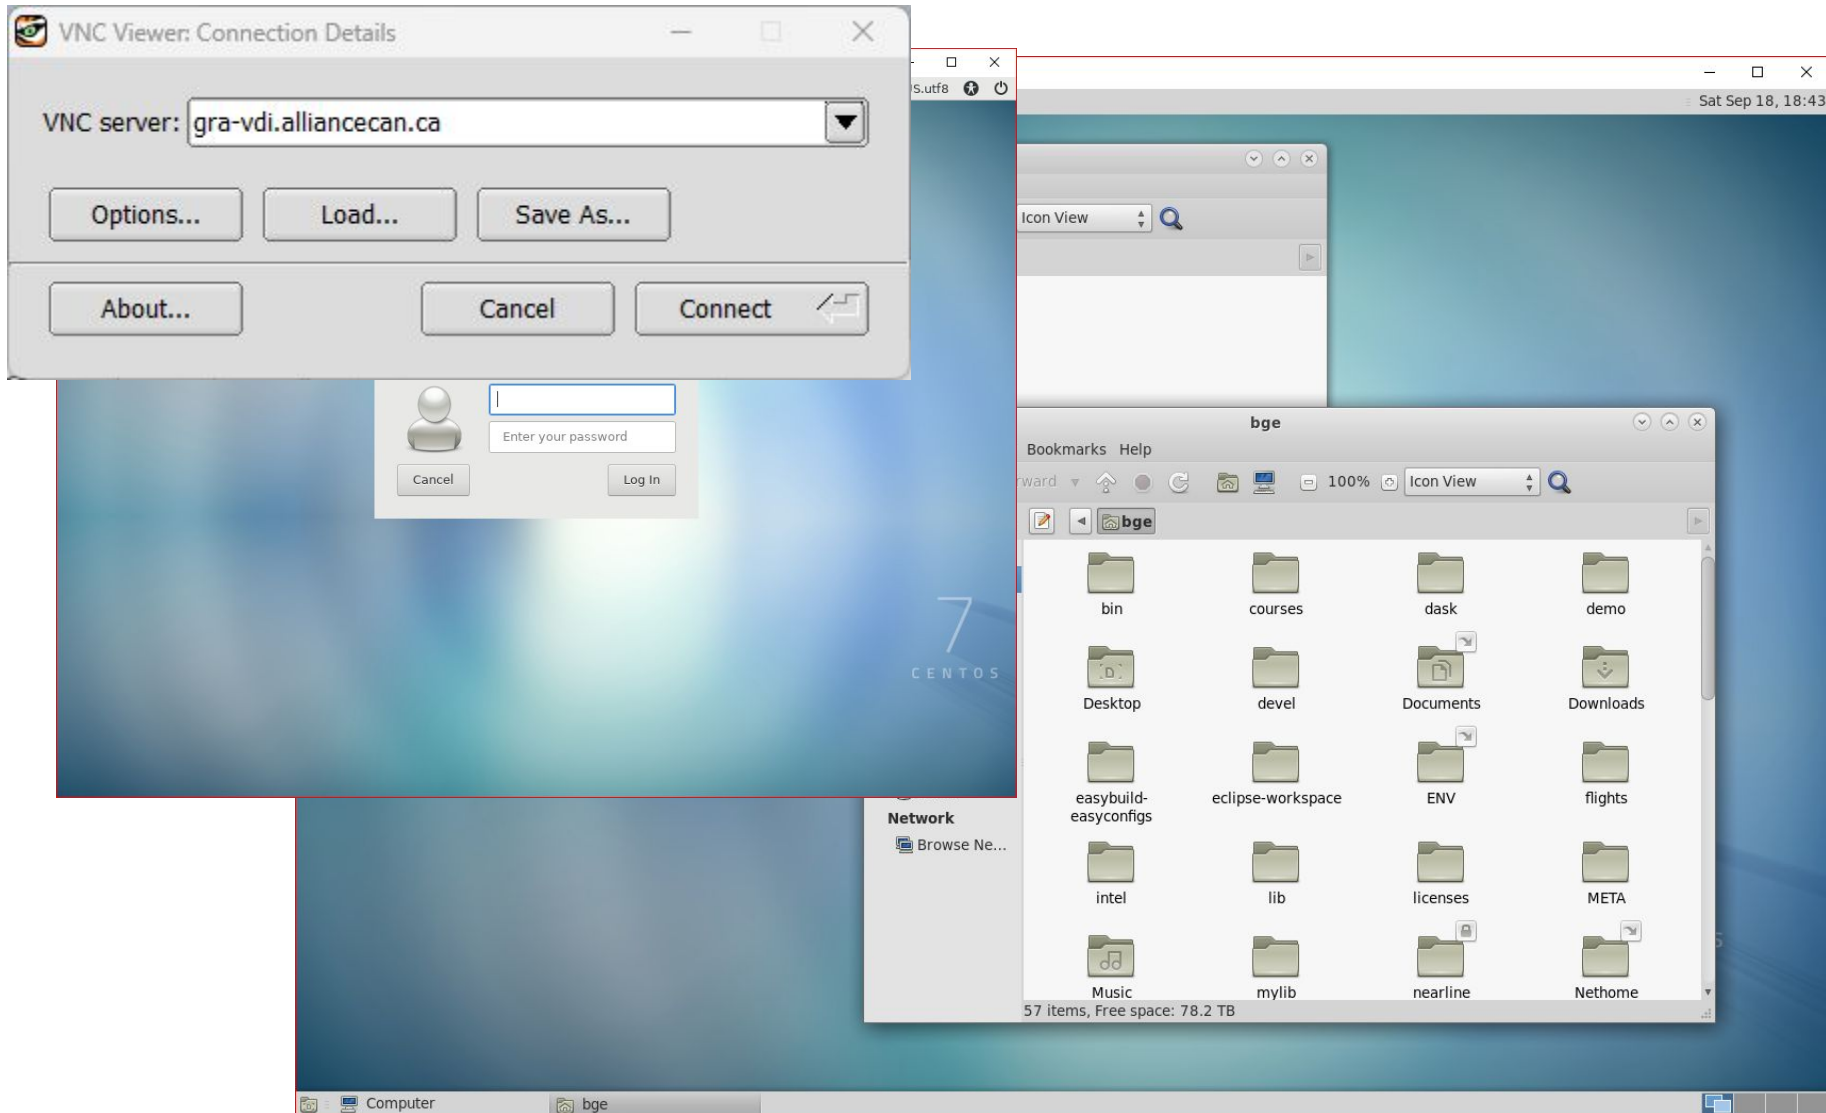 VNC Viewer: Connection Details
VNC server: gra-vdi.alliancecan.ca
Options... Load... Save As...
About... Cancel Connect
S.utf8
Enter your password
Cancel Log In
7
CENTOS
Sat Sep 18, 18:43
Icon View
bge
Bookmarks Help
ward 100% Icon View
bge
bin courses dask demo
Desktop devel Documents Downloads
easybuild-easyconfigs eclipse-workspace ENV flights
Network
Browse Ne...
intel lib licenses META
Music mylib nearline Nethome
57 items, Free space: 78.2 TB
S
Computer bge